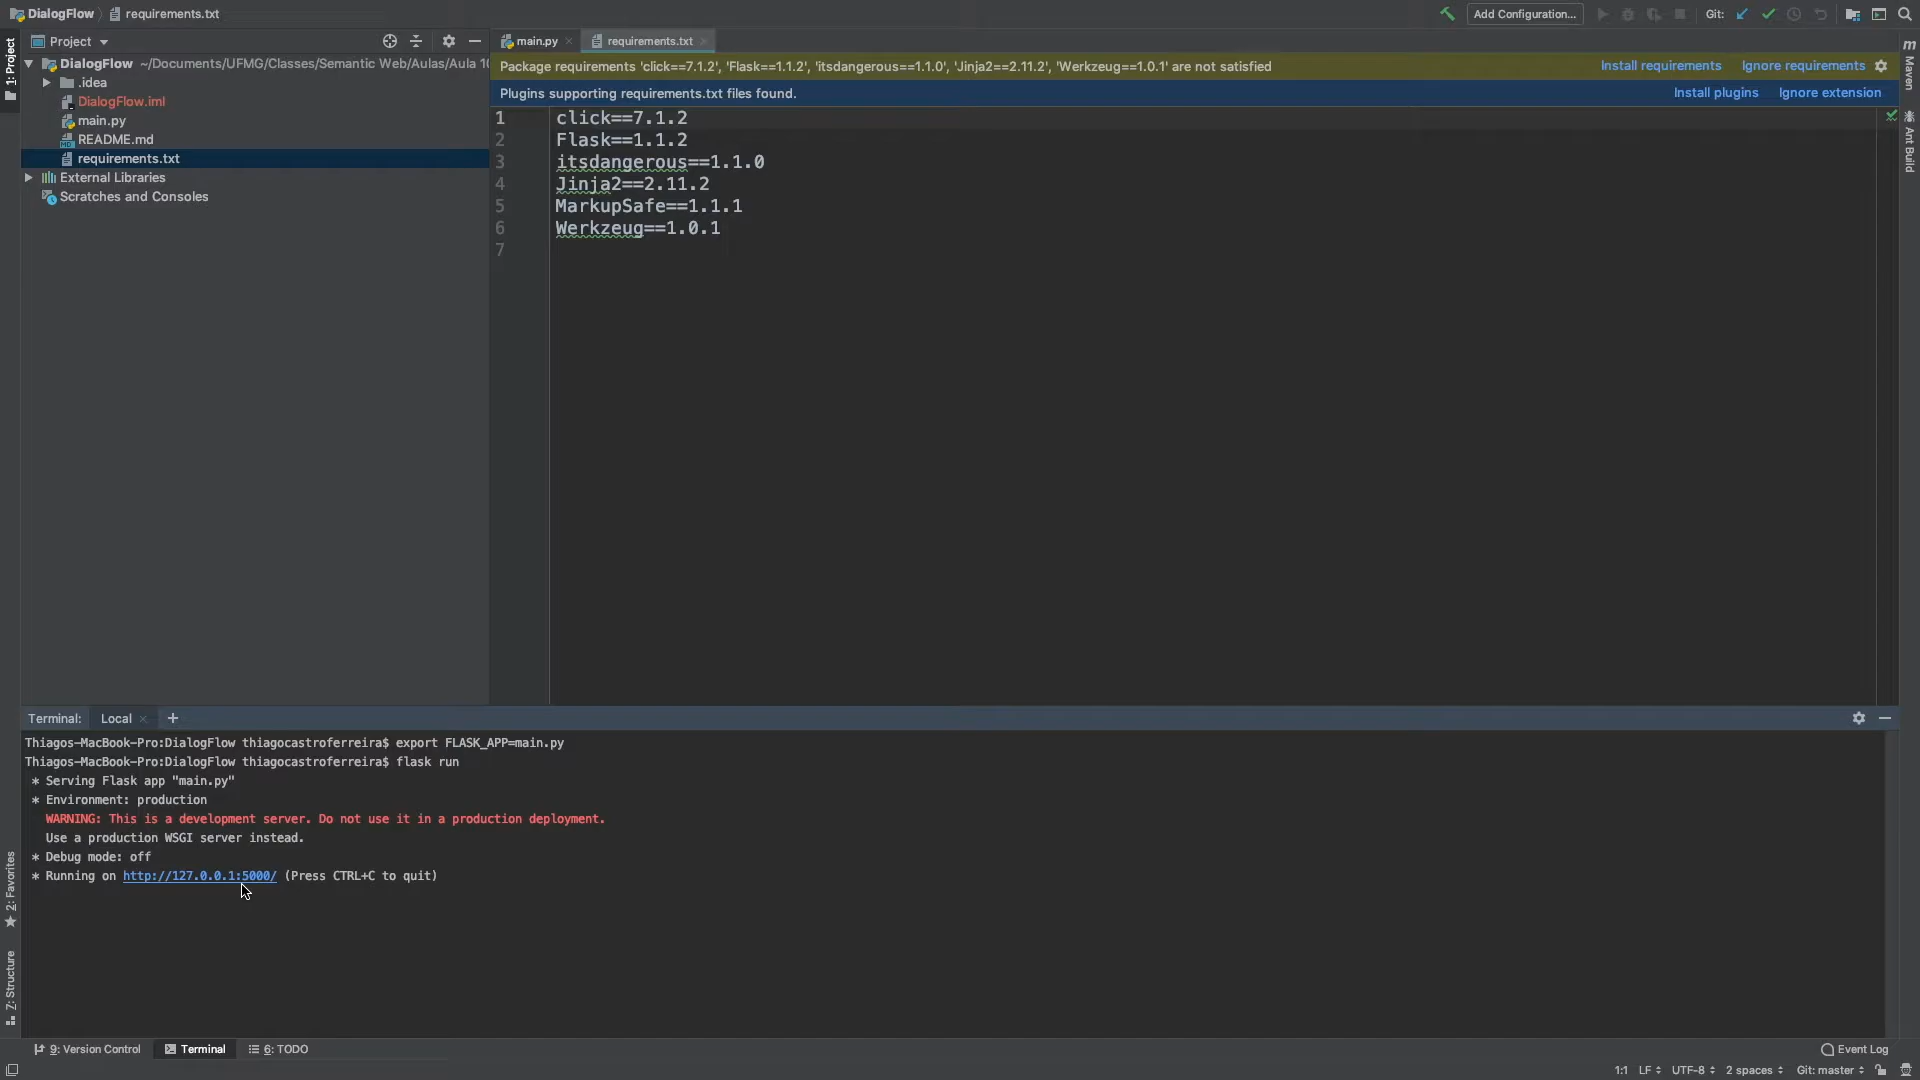 DialogFlow
requirements.txt
Add Configuration...
Git:
Project
main.py
requirements.txt
DialogFlow ~/Documents/UFMG/Classes/Semantic Web/Aulas/Aula 10
.idea
DialogFlow.iml
main.py
README.md
requirements.txt
External Libraries
Scratches and Consoles
1: Project
2: Favorites
Z: Structure
Package requirements 'click==7.1.2', 'Flask==1.1.2', 'itsdangerous==1.1.0', 'Jinja2==2.11.2', 'Werkzeug==1.0.1' are not satisfied
Install requirements
Ignore requirements
Plugins supporting requirements.txt files found.
Install plugins
Ignore extension
1 click==7.1.2
2 Flask==1.1.2
3 itsdangerous==1.1.0
4 Jinja2==2.11.2
5 MarkupSafe==1.1.1
6 Werkzeug==1.0.1
7
m Maven
Ant Build
Terminal:
Local
+
Thiagos-MacBook-Pro:DialogFlow thiagocastroferreira$ export FLASK_APP=main.py
Thiagos-MacBook-Pro:DialogFlow thiagocastroferreira$ flask run
* Serving Flask app "main.py"
* Environment: production
WARNING: This is a development server. Do not use it in a production deployment.
Use a production WSGI server instead.
* Debug mode: off
* Running on http://127.0.0.1:5000/ (Press CTRL+C to quit)
9: Version Control
Terminal
6: TODO
Event Log
1:1 LF UTF-8 2 spaces Git: master